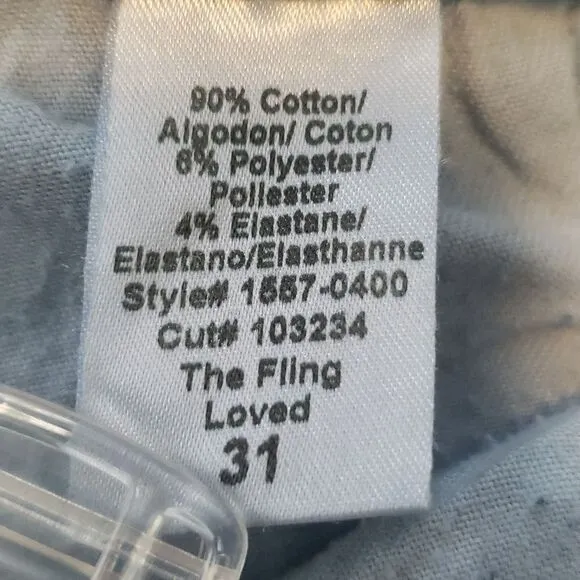 90% Cotton/
Algodon/ Coton
6% Polyester/
Poliester
4% Elastane/
Elastano/Elasthanne
Style# 1557-0400
Cut# 103234
The Fling
Loved
31